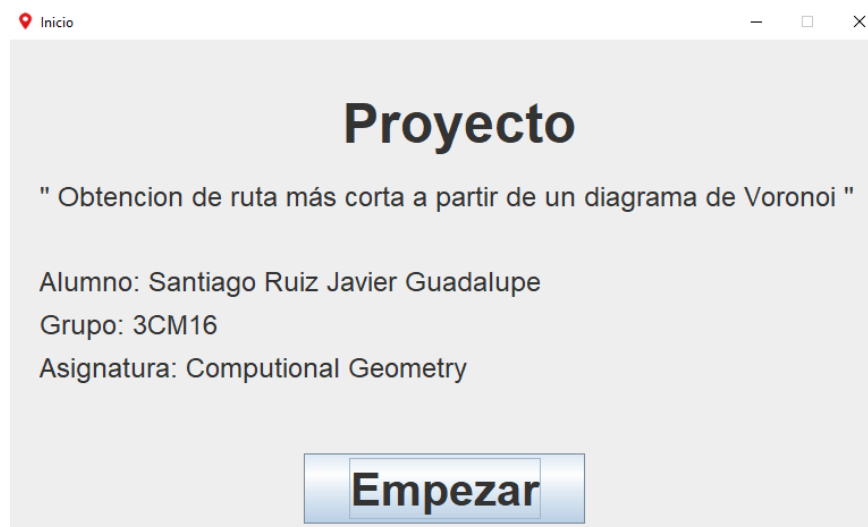 Inicio
Proyecto
" Obtencion de ruta más corta a partir de un diagrama de Voronoi "
Alumno: Santiago Ruiz Javier Guadalupe
Grupo: 3CM16
Asignatura: Computional Geometry
Empezar